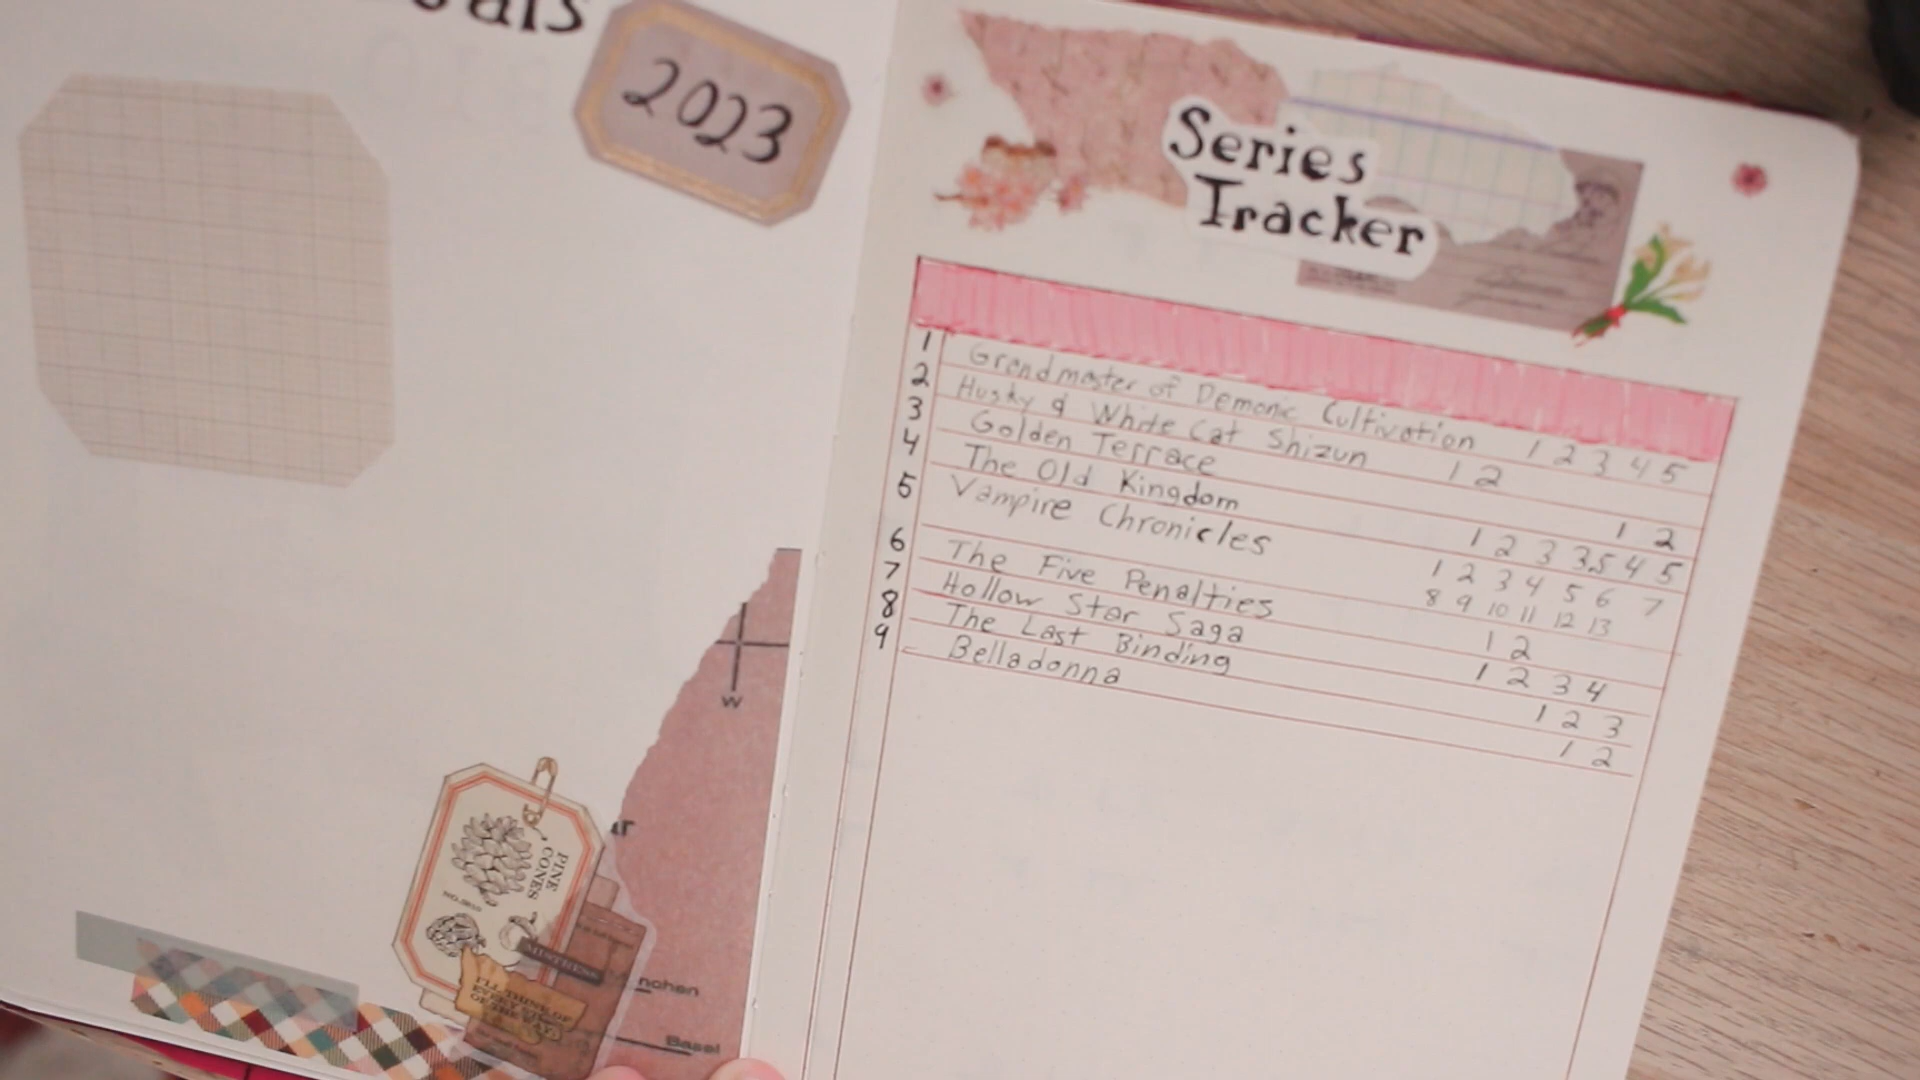 als
2023
Series
Tracker
1 Grandmaster of Demonic Cultivation 1 2 3 4 5
2 Husky & White Cat Shizun 1 2
3 Golden Terrace 1 2
4 The Old Kingdom 1 2 3 3.5 4 5
5 Vampire Chronicles 1 2 3 4 5 6 7
8 9 10 11 12 13
6 The Five Penalties 1 2
7 Hollow Star Saga 1 2 3 4
8 The Last Binding 1 2 3
9 Belladonna 1 2
W
ar
PINE
CONES
nchen
Basel